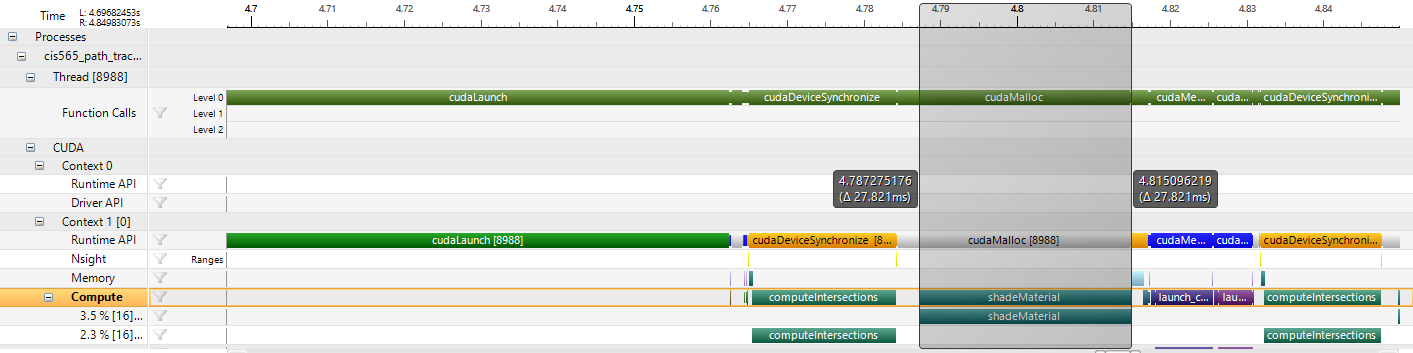 Time L: 4.69682453s 4.7 4.72 4.73 4.74 4.75 4.76 4.77 4.78 4.79 4.8 4.81 4.82 4.83 4.84
R: 4.84983073s
Processes
cis565_path_trac...
Thread [8988]
Function Calls
Level 0 cudaLaunch cudaDeviceSynchronize cudaMalloc cudaMe... cuda... cudaDeviceSynchroni...
Level 1
Level 2
CUDA
Context 0
Runtime API 4.787275176 4.815096219
(Δ 27.821ms) (Δ 27.821ms)
Driver API
Context 1 [0]
Runtime API cudaLaunch [8988] cudaDeviceSynchronize [8... cudaMalloc [8988] cudaMe... cuda... cudaDeviceSynchroni...
Nsight Ranges
Memory
Compute computeIntersections shadeMaterial launch_c... lau... computeIntersections
3.5 % [16]... shadeMaterial
2.3 % [16]... computeIntersections computeIntersections